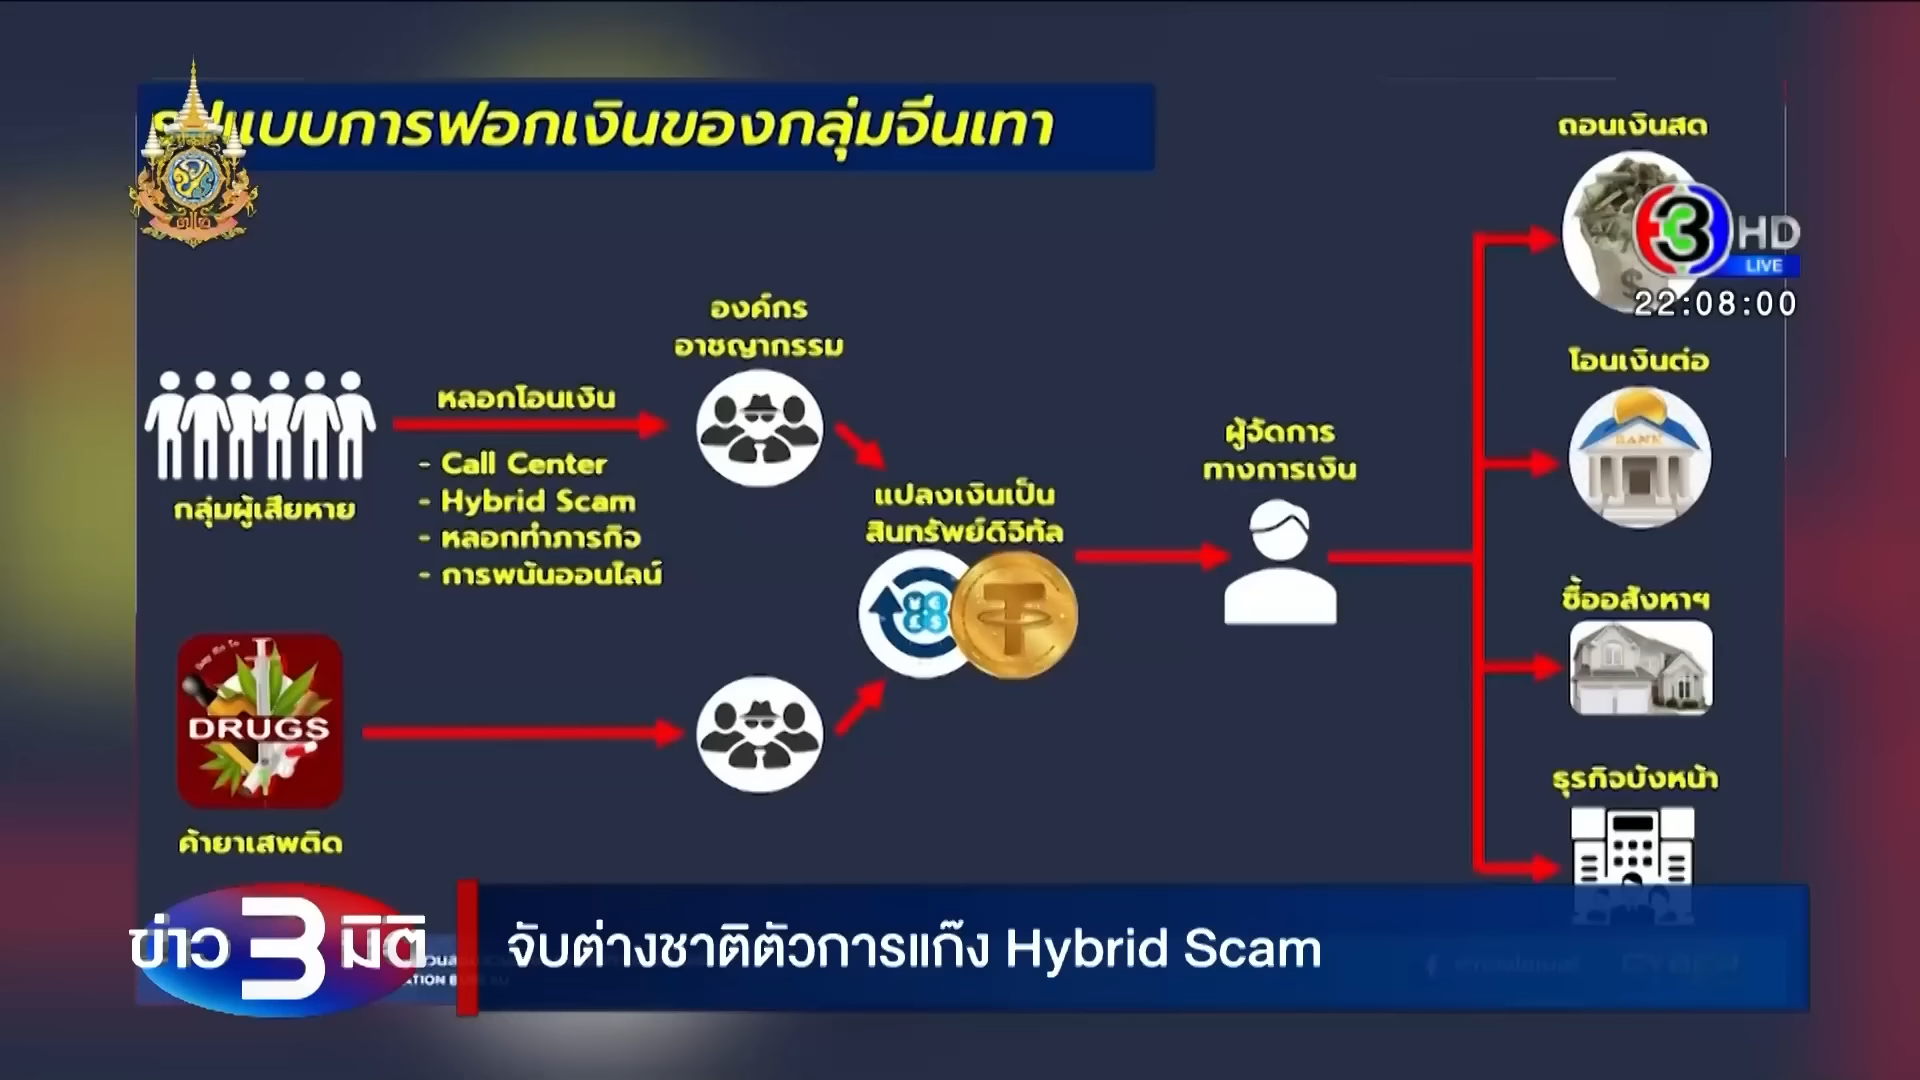 แบบการฟอกเงินของกลุ่มจีนเทา
ถอนเงินสด
3 HD
LIVE
22:08:00
องค์กร
อาชญากรรม
โอนเงินต่อ
หลอกโอนเงิน
- Call Center
- Hybrid Scam
- หลอกทำภารกิจ
- การพนันออนไลน์
กลุ่มผู้เสียหาย
ผู้จัดการ
ทางการเงิน
BANK
แปลงเงินเป็น
สินทรัพย์ดิจิทัล
ซื้ออสังหาฯ
DRUGS
ค้ายาเสพติด
ธุรกิจบังหน้า
ข่าว 3 มิติ
จับต่างชาติตัวการแก๊ง Hybrid Scam